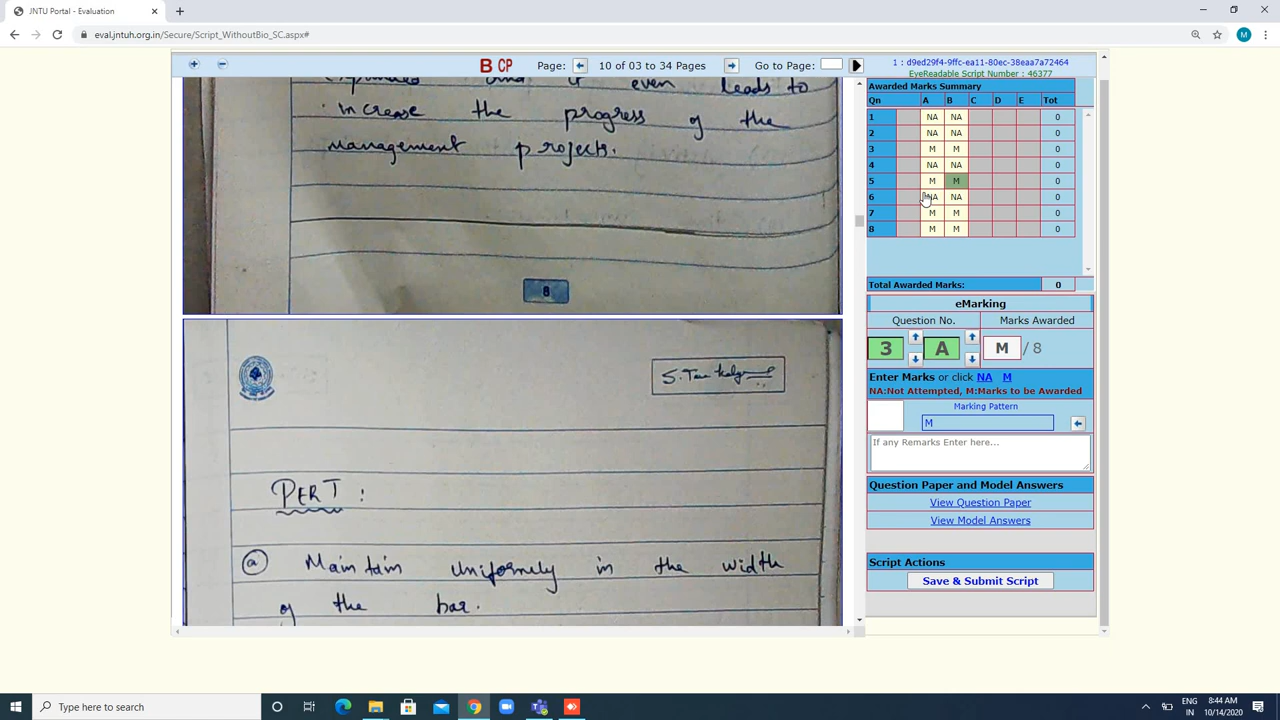 JNTU Portal - Evaluation
eval.jntuh.org.in/Secure/Script_WithoutBio_SC.aspx#
M
B CP
Page:
10 of 03 to 34 Pages
Go to Page:
1 : d9ed29f4-9ffc-ea11-80ec-38eaa7a72464
EyeReadable Script Number : 46377
even leads to
increase the progress of the
management projects.
8
PERT :
(a) Maintain uniformely in the width
of the bar.
Awarded Marks Summary
Qn A B C D E Tot
1 NA NA 0
2 NA NA 0
3 M M 0
4 NA NA 0
5 M M 0
6 NA NA 0
7 M M 0
8 M M 0
Total Awarded Marks: 0
eMarking
Question No. Marks Awarded
3 A M / 8
Enter Marks or click NA M
NA:Not Attempted, M:Marks to be Awarded
Marking Pattern
M
If any Remarks Enter here...
Question Paper and Model Answers
View Question Paper
View Model Answers
Script Actions
Save & Submit Script
Type here to search
ENG
IN
8:44 AM
10/14/2020